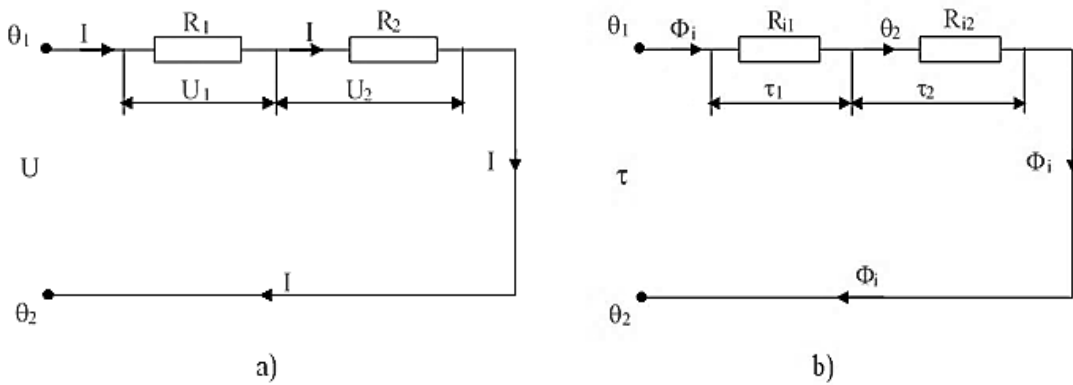 θ₁ I R₁ I R₂
U₁ U₂
U I
I
θ₂
a)
θ₁ Φᵢ Rᵢ₁ θ₂ Rᵢ₂
τ₁ τ₂
τ Φᵢ
Φᵢ
θ₂
b)